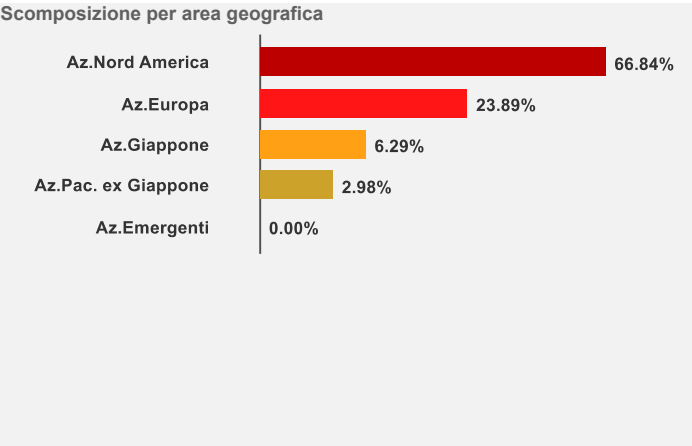 Scomposizione per area geografica
Az.Nord America 66.84%
Az.Europa 23.89%
Az.Giappone 6.29%
Az.Pac. ex Giappone 2.98%
Az.Emergenti 0.00%